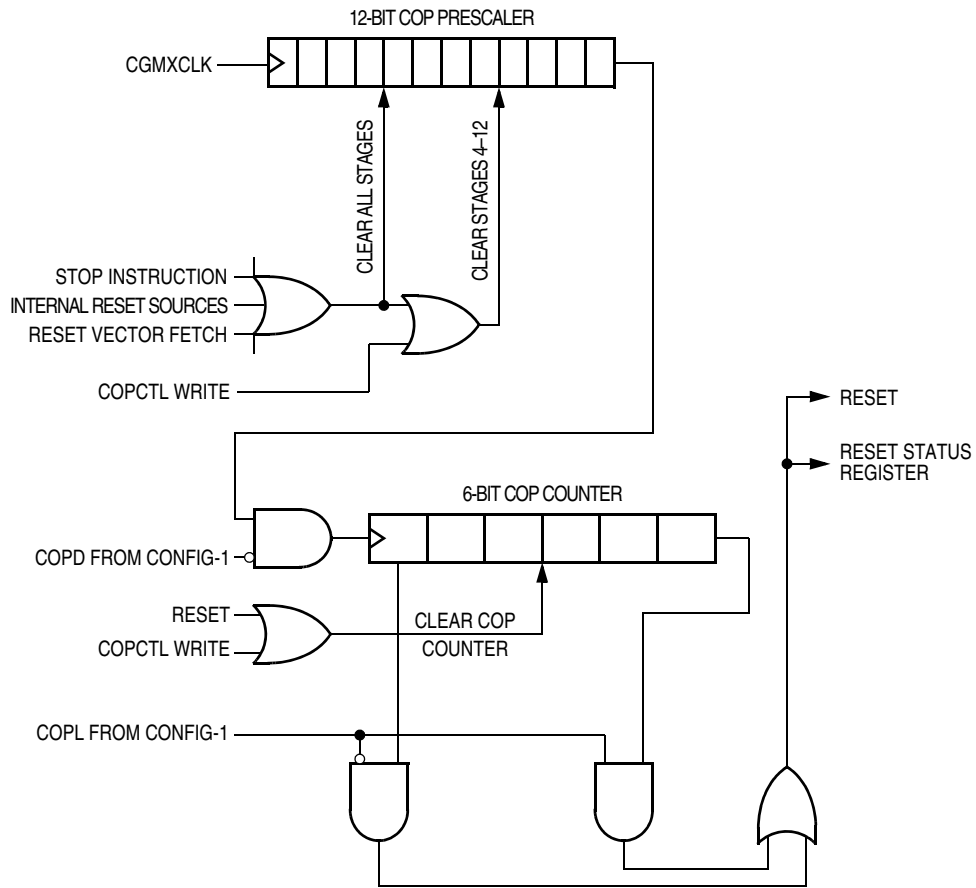 12-BIT COP PRESCALER
CGMXCLK
CLEAR ALL STAGES
CLEAR STAGES 4–12
STOP INSTRUCTION
INTERNAL RESET SOURCES
RESET VECTOR FETCH
COPCTL WRITE
RESET
RESET STATUS
REGISTER
6-BIT COP COUNTER
COPD FROM CONFIG-1
RESET
CLEAR COP
COUNTER
COPCTL WRITE
COPL FROM CONFIG-1